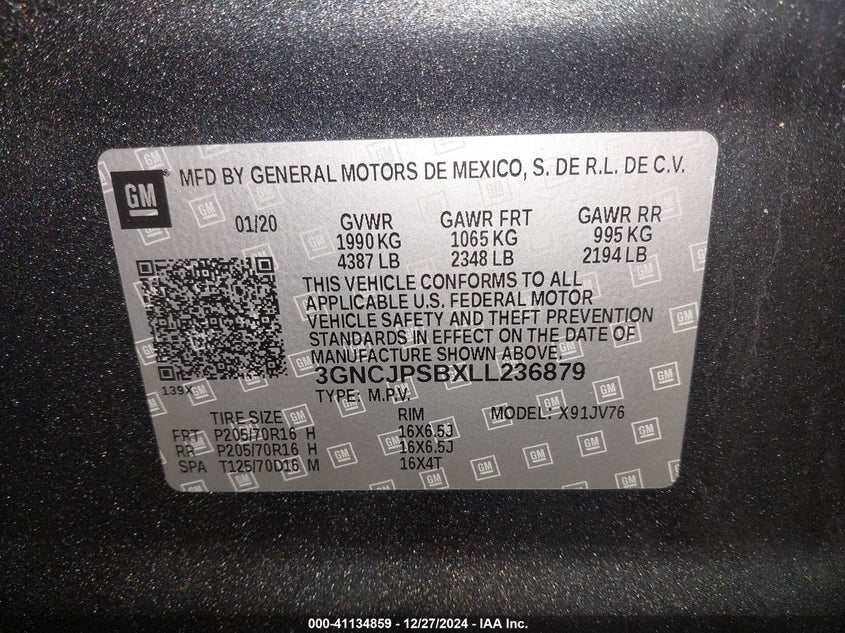 GM
MFD BY GENERAL MOTORS DE MEXICO, S. DE R.L. DE C.V.
01/20 GVWR GAWR FRT GAWR RR
1990 KG 1065 KG 995 KG
4387 LB 2348 LB 2194 LB
THIS VEHICLE CONFORMS TO ALL
APPLICABLE U.S. FEDERAL MOTOR
VEHICLE SAFETY AND THEFT PREVENTION
STANDARDS IN EFFECT ON THE DATE OF
MANUFACTURE SHOWN ABOVE.
139X
3GNCJPSBXLL236879
TYPE: M.P.V.
TIRE SIZE RIM MODEL: X91JV76
FRT P205/70R16 H 16X6.5J
RR P205/70R16 H 16X6.5J
SPA T125/70D16 M 16X4T
000-41134859 - 12/27/2024 - IAA Inc.